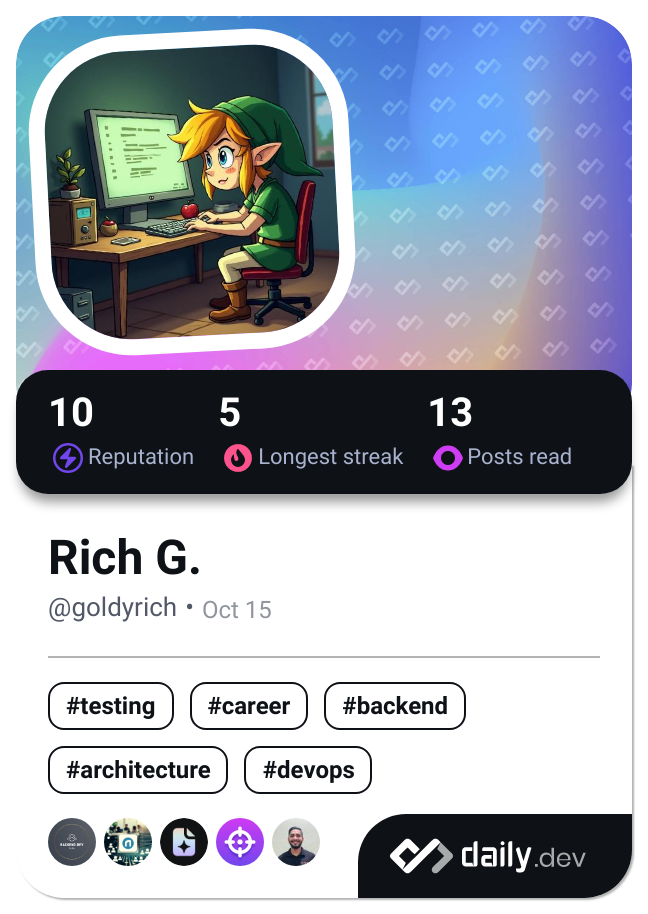 10 5 13
Reputation Longest streak Posts read
Rich G.
@goldyrich • Oct 15
#testing #career #backend
#architecture #devops
daily.dev